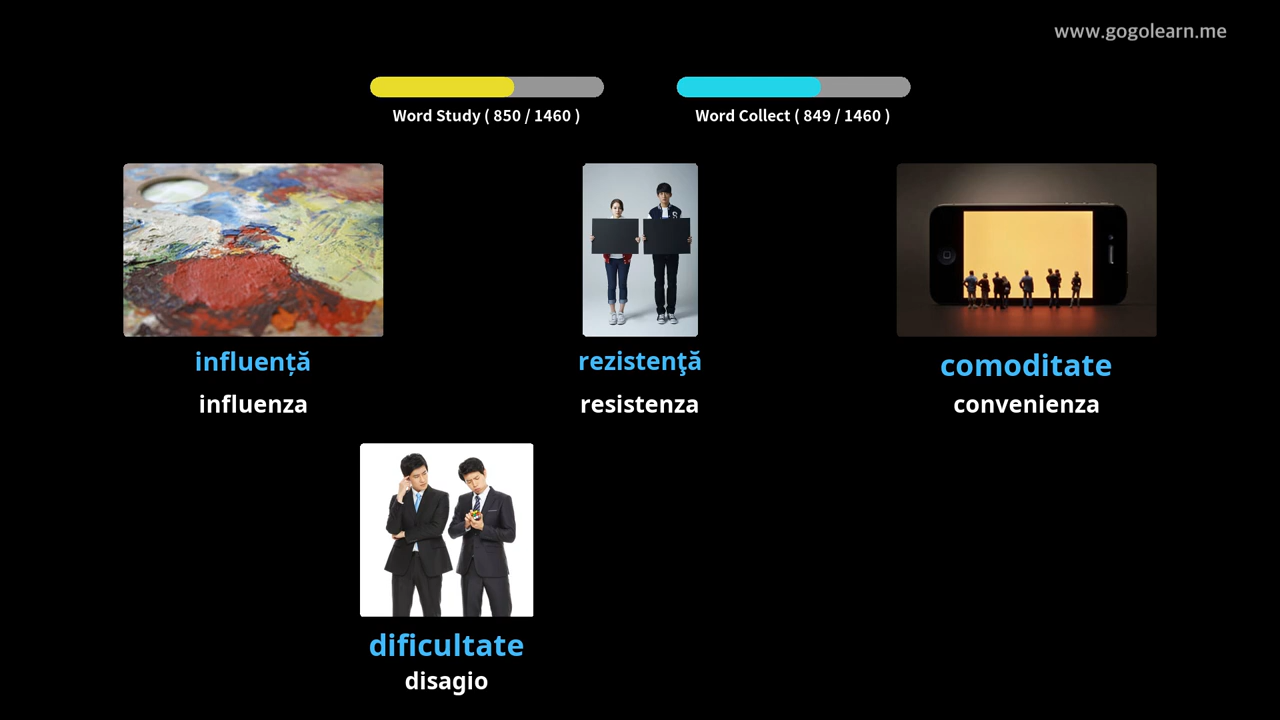 www.gogolearn.me
Word Study ( 850 / 1460 )
Word Collect ( 849 / 1460 )
influență
influenza
rezistenţă
resistenza
comoditate
convenienza
dificultate
disagio